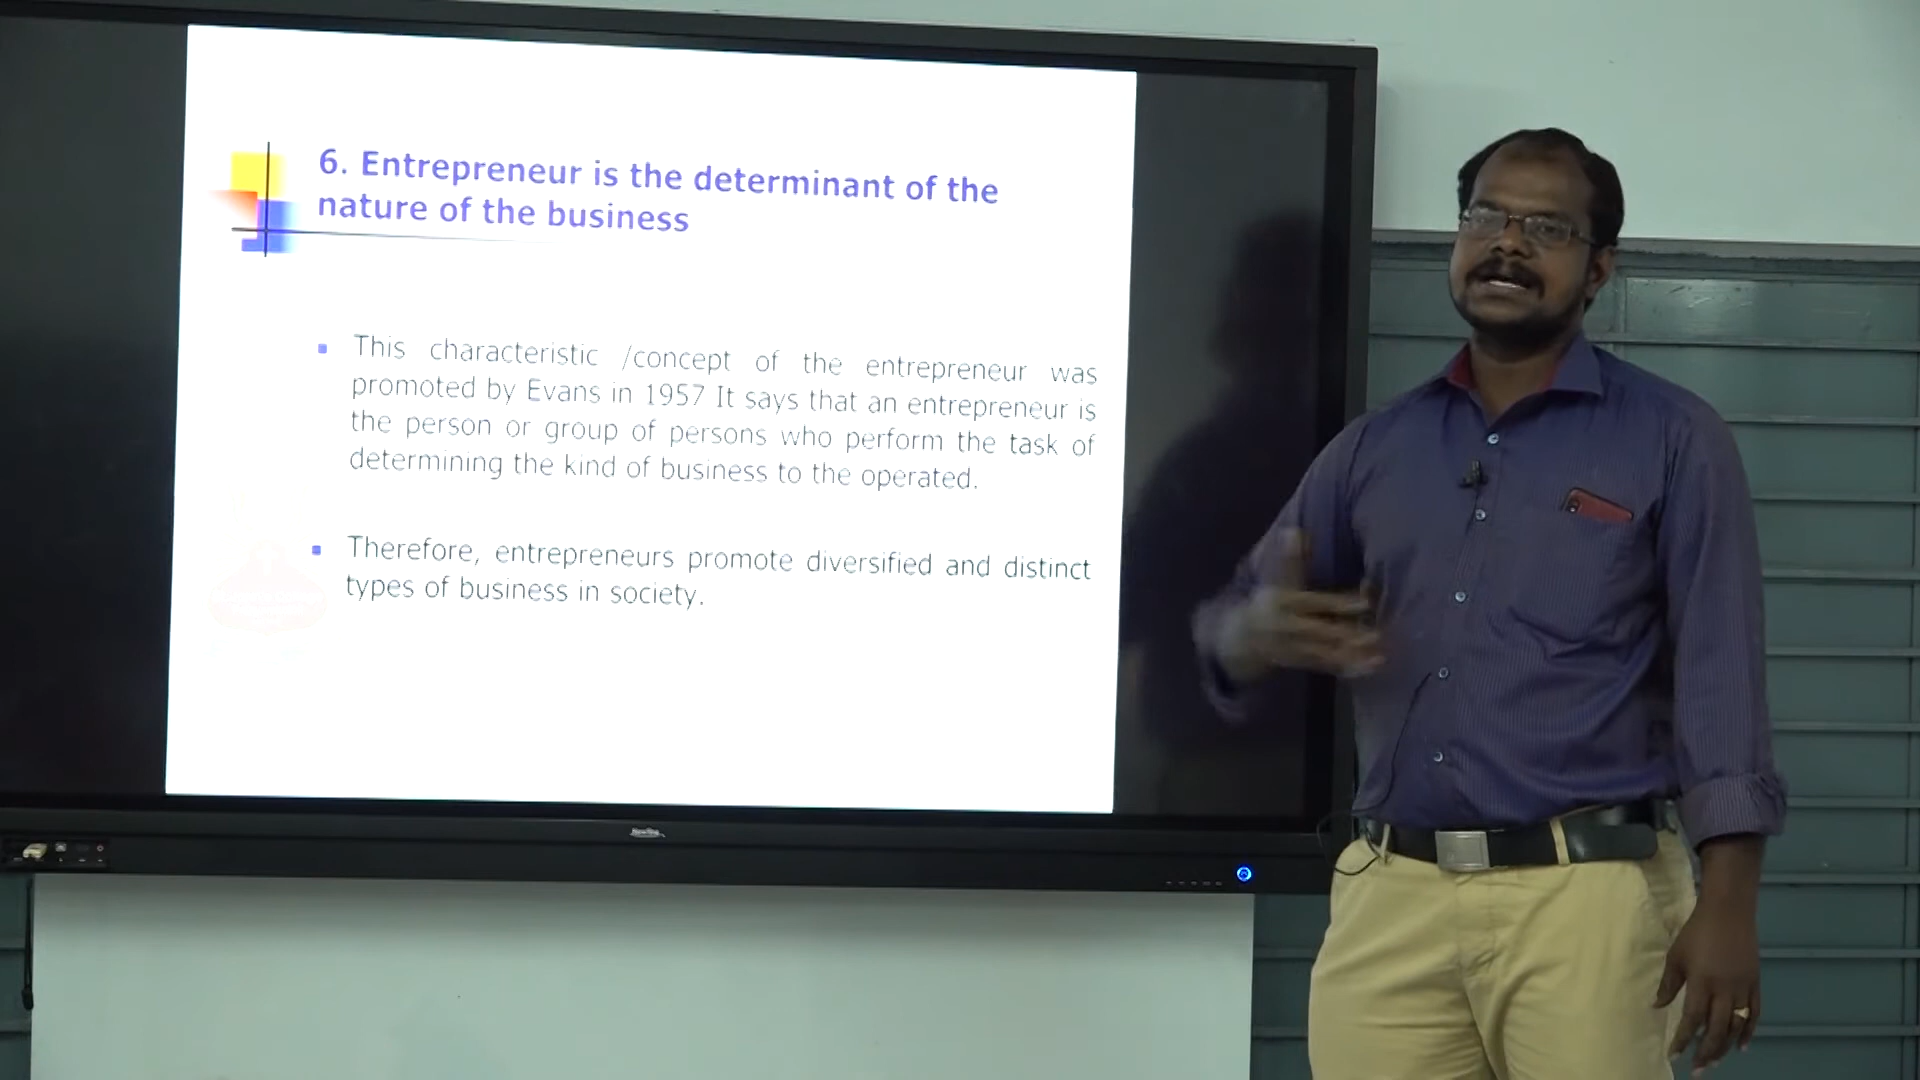 6. Entrepreneur is the determinant of the
nature of the business
This characteristic /concept of the entrepreneur was
promoted by Evans in 1957 It says that an entrepreneur is
the person or group of persons who perform the task of
determining the kind of business to the operated.
Therefore, entrepreneurs promote diversified and distinct
types of business in society.